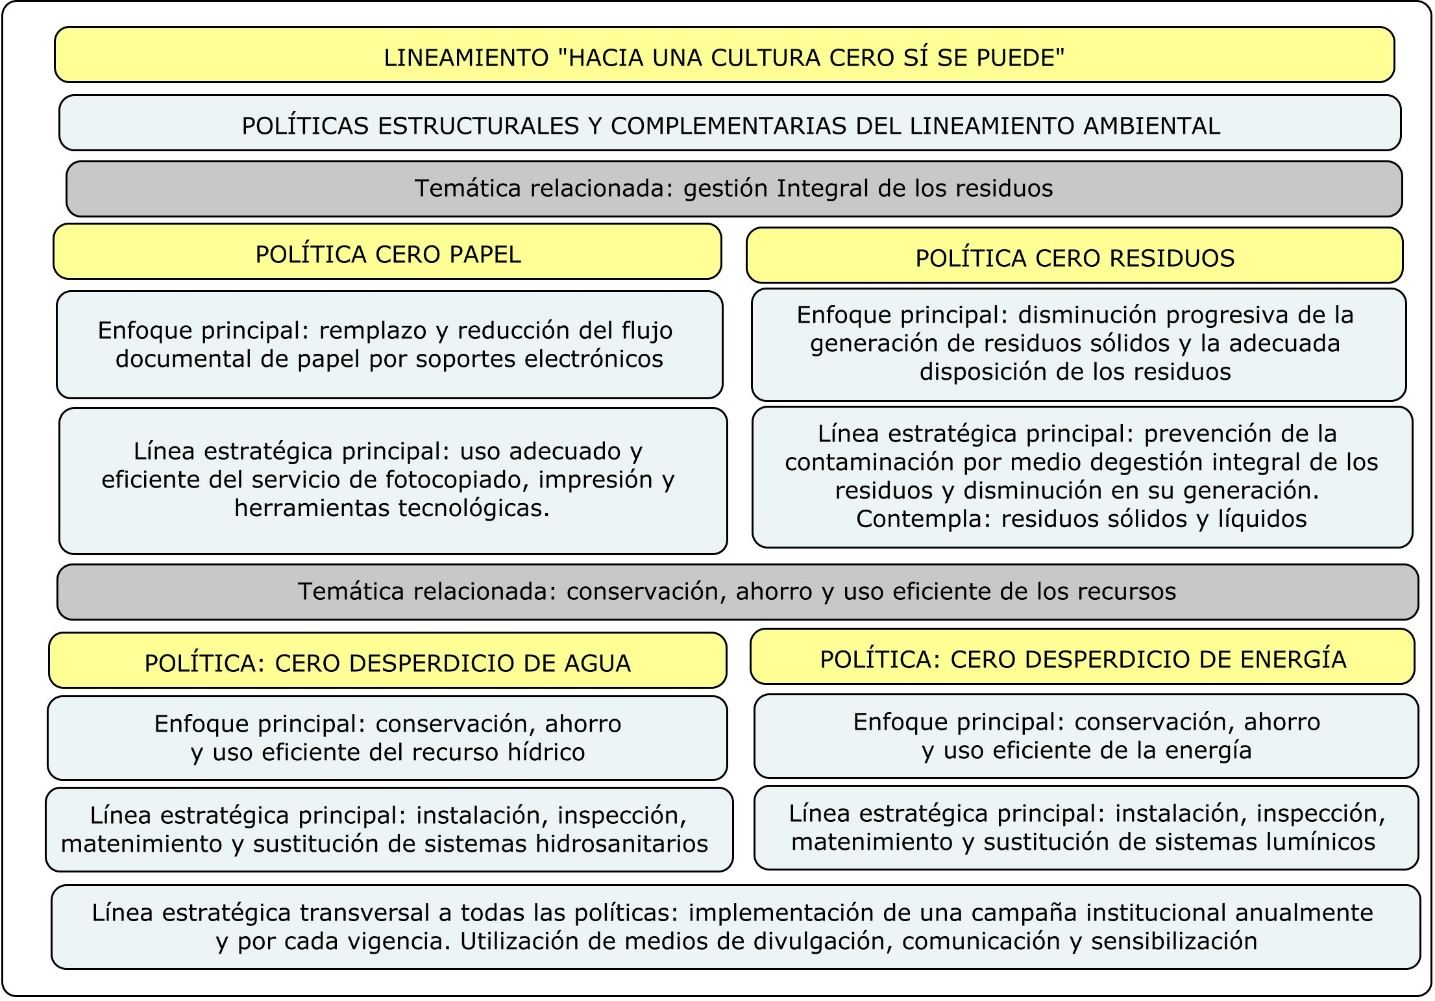 LINEAMIENTO "HACIA UNA CULTURA CERO SÍ SE PUEDE"
POLÍTICAS ESTRUCTURALES Y COMPLEMENTARIAS DEL LINEAMIENTO AMBIENTAL
Temática relacionada: gestión Integral de los residuos
POLÍTICA CERO PAPEL
Enfoque principal: remplazo y reducción del flujo
documental de papel por soportes electrónicos
Línea estratégica principal: uso adecuado y
eficiente del servicio de fotocopiado, impresión y
herramientas tecnológicas.
POLÍTICA CERO RESIDUOS
Enfoque principal: disminución progresiva de la
generación de residuos sólidos y la adecuada
disposición de los residuos
Línea estratégica principal: prevención de la
contaminación por medio degestión integral de los
residuos y disminución en su generación.
Contempla: residuos sólidos y líquidos
Temática relacionada: conservación, ahorro y uso eficiente de los recursos
POLÍTICA: CERO DESPERDICIO DE AGUA
Enfoque principal: conservación, ahorro
y uso eficiente del recurso hídrico
Línea estratégica principal: instalación, inspección,
matenimiento y sustitución de sistemas hidrosanitarios
POLÍTICA: CERO DESPERDICIO DE ENERGÍA
Enfoque principal: conservación, ahorro
y uso eficiente de la energía
Línea estratégica principal: instalación, inspección,
matenimiento y sustitución de sistemas lumínicos
Línea estratégica transversal a todas las políticas: implementación de una campaña institucional anualmente
y por cada vigencia. Utilización de medios de divulgación, comunicación y sensibilización